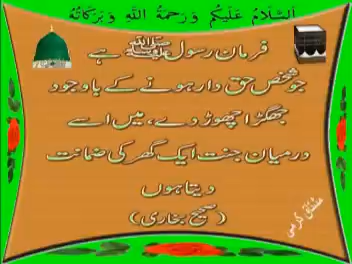 اَلسَّلَامُ عَلَيْكُم وَرَحْمَةُ اللهِ وَبَرَكَاتُهُ
فرمان رسول ﷺ ہے
جو شخص حق دار ہونے کے باوجود
جھگڑا چھوڑ دے، میں اسے
درمیان جنت ایک گھر کی ضمانت
دیتا ہوں
(صحیح بخاری)